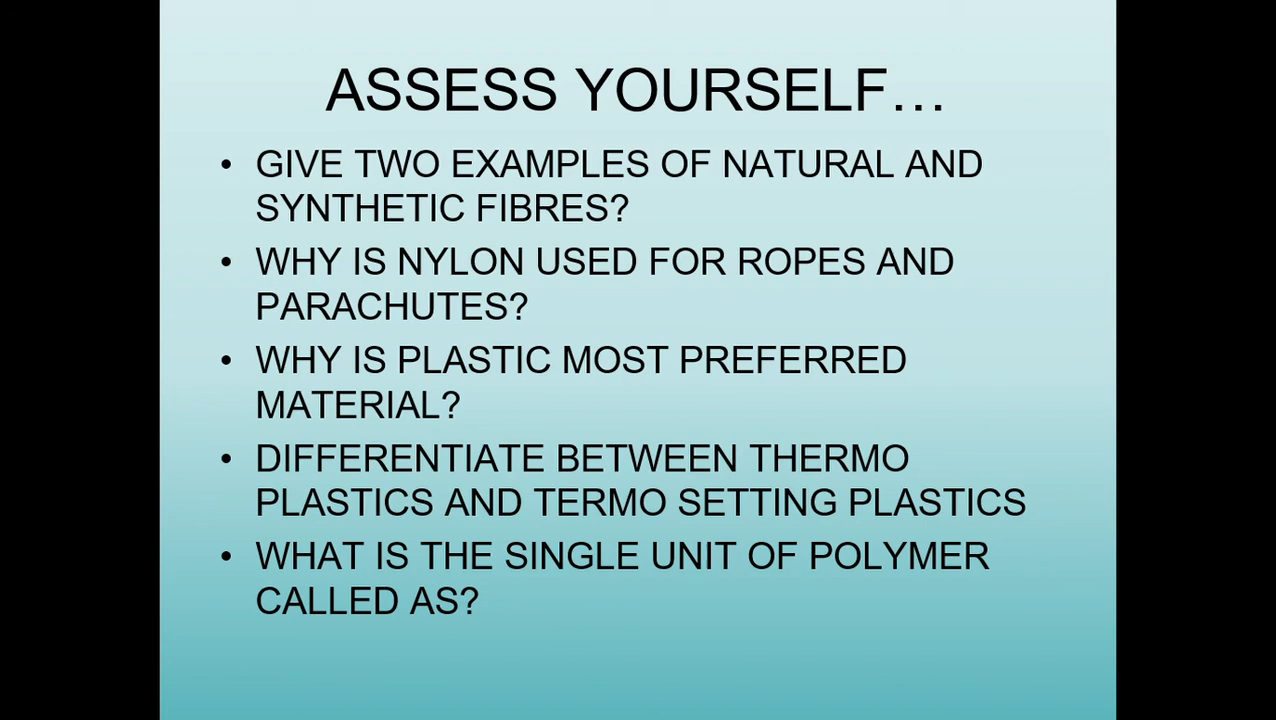 ASSESS YOURSELF…
• GIVE TWO EXAMPLES OF NATURAL AND
SYNTHETIC FIBRES?
• WHY IS NYLON USED FOR ROPES AND
PARACHUTES?
• WHY IS PLASTIC MOST PREFERRED
MATERIAL?
• DIFFERENTIATE BETWEEN THERMO
PLASTICS AND TERMO SETTING PLASTICS
• WHAT IS THE SINGLE UNIT OF POLYMER
CALLED AS?